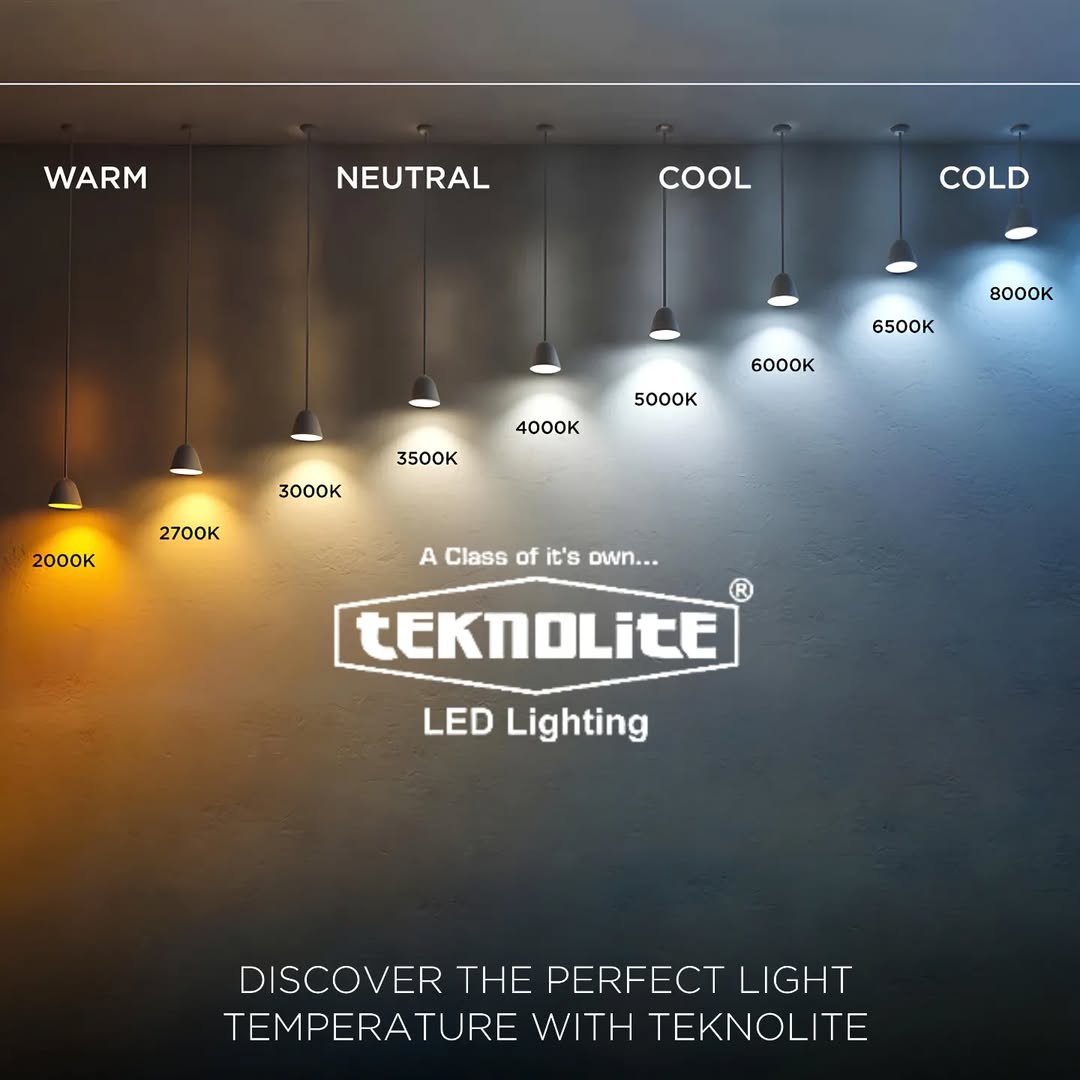 WARM NEUTRAL COOL COLD
8000K
6500K
6000K
5000K
4000K
3500K
3000K
2700K
2000K
A Class of it's own...
tEKNOLitE®
LED Lighting
DISCOVER THE PERFECT LIGHT
TEMPERATURE WITH TEKNOLITE